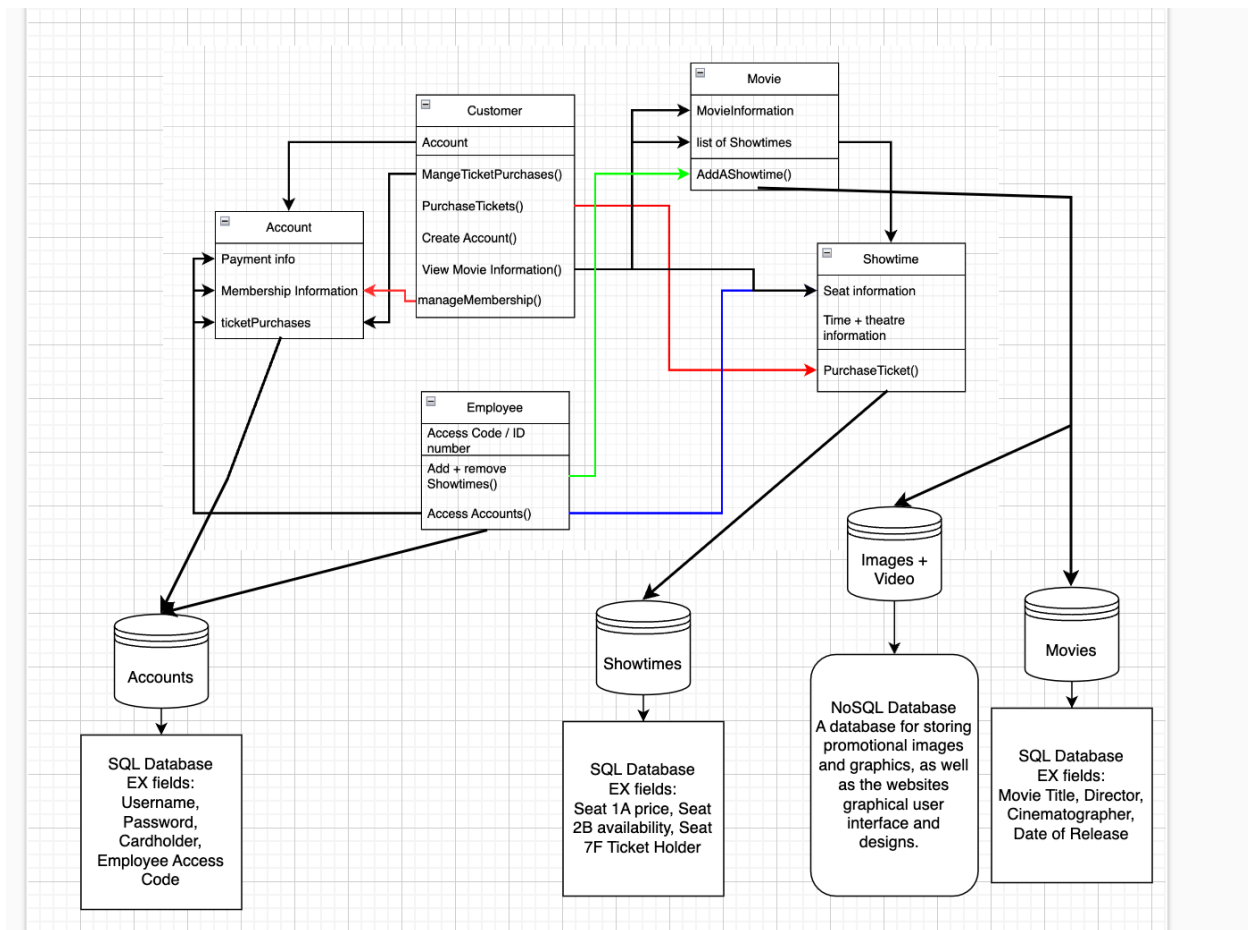 Movie
MovieInformation
list of Showtimes
AddAShowtime()
Customer
Account
MangeTicketPurchases()
PurchaseTickets()
Create Account()
View Movie Information()
manageMembership()
Account
Payment info
Membership Information
ticketPurchases
Showtime
Seat information
Time + theatre
information
PurchaseTicket()
Employee
Access Code / ID
number
Add + remove
Showtimes()
Access Accounts()
Accounts
Showtimes
Images +
Video
Movies
SQL Database
EX fields:
Username,
Password,
Cardholder,
Employee Access
Code
SQL Database
EX fields:
Seat 1A price, Seat
2B availability, Seat
7F Ticket Holder
NoSQL Database
A database for storing
promotional images
and graphics, as well
as the websites
graphical user
interface and
designs.
SQL Database
EX fields:
Movie Title, Director,
Cinematographer,
Date of Release